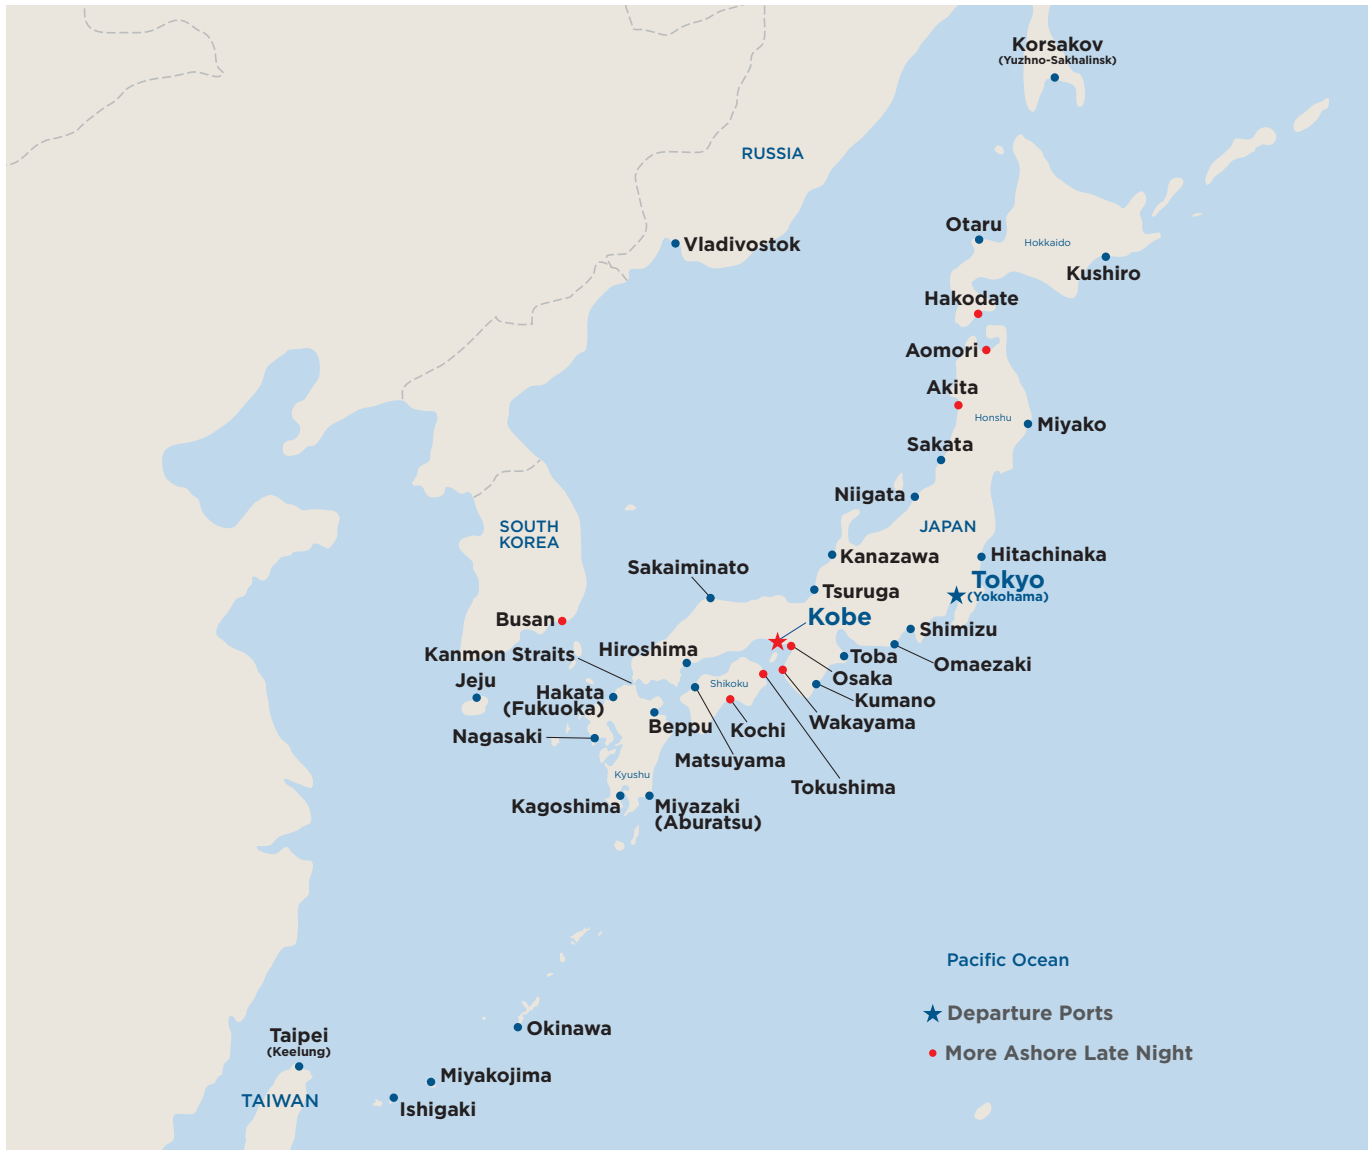 Korsakov
(Yuzhno-Sakhalinsk)
RUSSIA
Otaru
Hokkaido
Vladivostok
Kushiro
Hakodate
Aomori
Akita
Honshu
Miyako
Sakata
Niigata
SOUTH
KOREA
JAPAN
Kanazawa
Hitachinaka
Sakaiminato
Tokyo
(Yokohama)
Tsuruga
Kobe
Busan
Shimizu
Hiroshima
Kanmon Straits
Toba
Omaezaki
Jeju
Osaka
Shikoku
Hakata
(Fukuoka)
Kumano
Wakayama
Beppu
Kochi
Nagasaki
Matsuyama
Kyushu
Tokushima
Kagoshima
Miyazaki
(Aburatsu)
Pacific Ocean
Departure Ports
Okinawa
Taipei
(Keelung)
More Ashore Late Night
Miyakojima
TAIWAN
Ishigaki